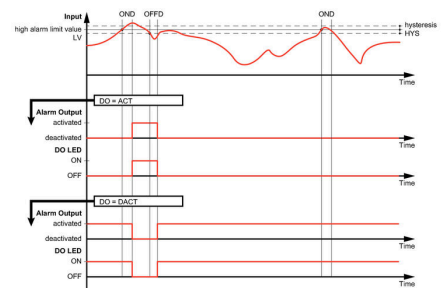 Input
OND OFFD
OND
hysteresis
HYS
high alarm limit value
LV
Time
DO = ACT
Alarm Output
activated
deactivated
Time
DO LED
ON
OFF
Time
DO = DACT
Alarm Output
activated
deactivated
Time
DO LED
ON
OFF
Time